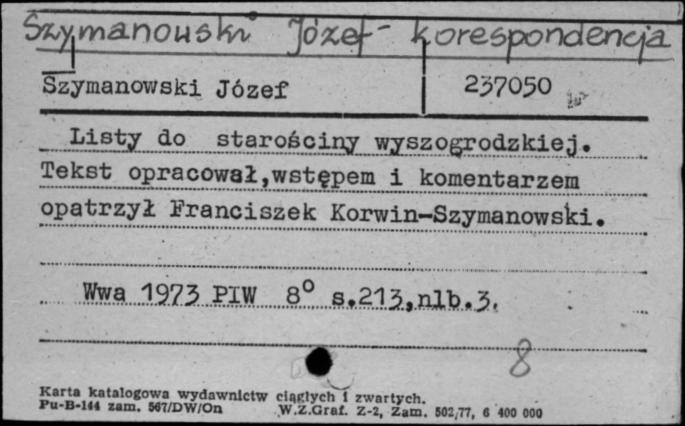 Szymanowski Józef - korespondencja
Szymanowski Józef 237050
Listy do starościny wyszogrodzkiej.
Tekst opracował,wstępem i komentarzem
opatrzył Franciszek Korwin-Szymanowski.
Wwa 1973 PIW 8° s.213,nlb.3.
8
Karta katalogowa wydawnictw ciągłych i zwartych.
Pu-B-144 zam. 567/DW/On W.Z.Graf. Z-2, Zam. 502/77, 6 400 000